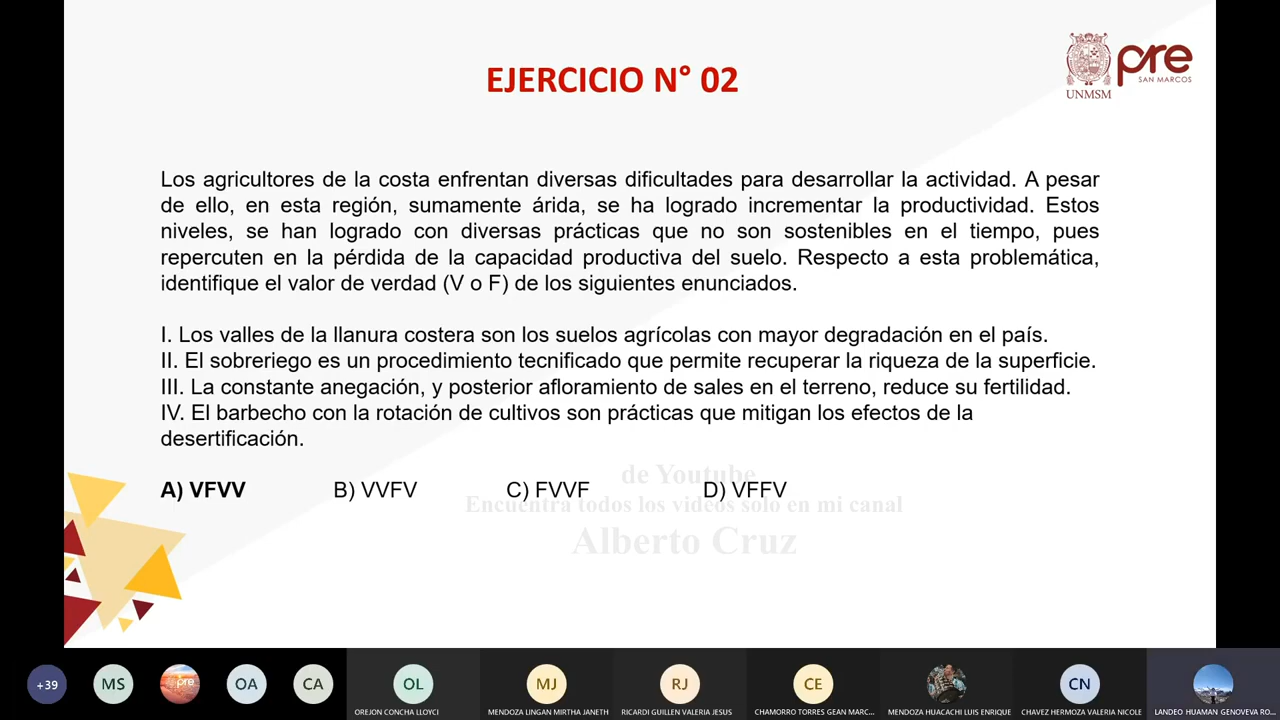 EJERCICIO N° 02
UNMSM
pre
SAN MARCOS
Los agricultores de la costa enfrentan diversas dificultades para desarrollar la actividad. A pesar
de ello, en esta región, sumamente árida, se ha logrado incrementar la productividad. Estos
niveles, se han logrado con diversas prácticas que no son sostenibles en el tiempo, pues
repercuten en la pérdida de la capacidad productiva del suelo. Respecto a esta problemática,
identifique el valor de verdad (V o F) de los siguientes enunciados.
I. Los valles de la llanura costera son los suelos agrícolas con mayor degradación en el país.
II. El sobreriego es un procedimiento tecnificado que permite recuperar la riqueza de la superficie.
III. La constante anegación, y posterior afloramiento de sales en el terreno, reduce su fertilidad.
IV. El barbecho con la rotación de cultivos son prácticas que mitigan los efectos de la
desertificación.
de Youtube
A) VFVV B) VVFV C) FVVF D) VFFV
Encuentra todos los videos solo en mi canal
Alberto Cruz
+39 MS pre OA CA OL MJ RJ CE CN
OREJON CONCHA LLOYCI MENDOZA LINGAN MIRTHA JANETH RICARDI GUILLEN VALERIA JESUS CHAMORRO TORRES GEAN MARC... MENDOZA HUACACHI LUIS ENRIQUE CHAVEZ HERMOZA VALERIA NICOLE LANDEO HUAMAN GENOVEVA RO...